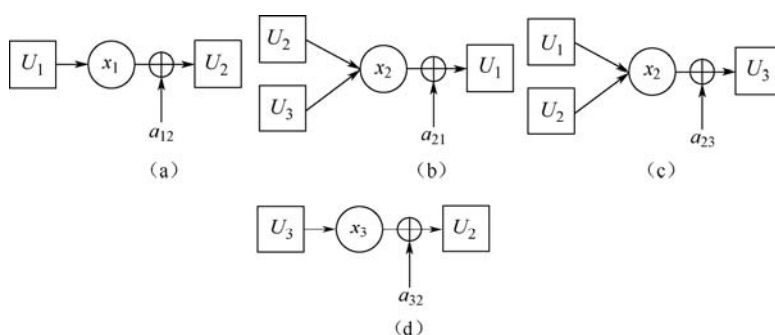 U₁ x₁ U₂
a₁₂
(a)
U₂
U₃
x₂ U₁
a₂₁
(b)
U₁
U₂
x₂ U₃
a₂₃
(c)
U₃ x₃ U₂
a₃₂
(d)